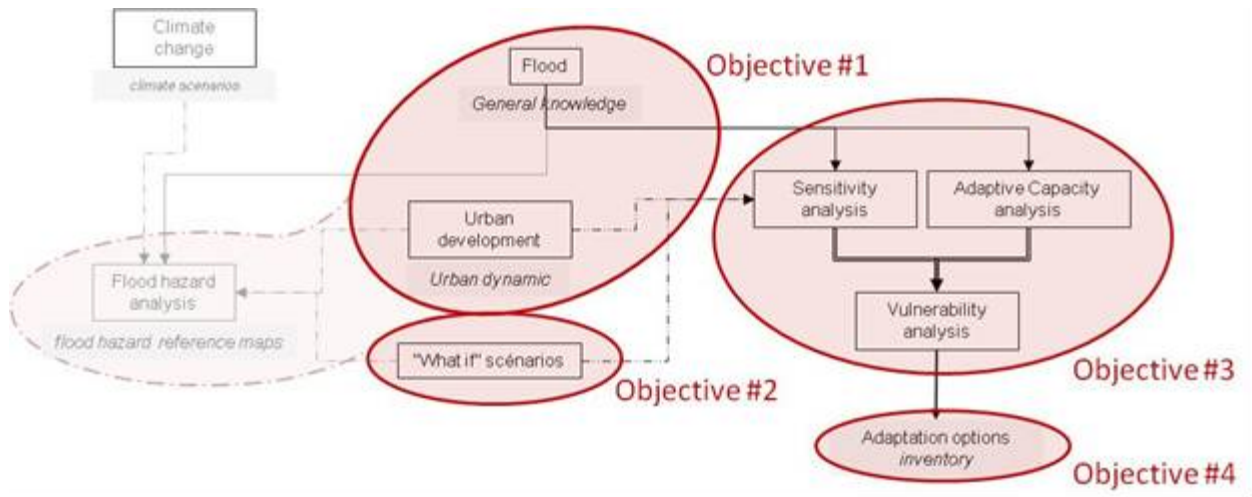 Climate
change
climate scenarios
Flood
General knowledge
Objective #1
Sensitivity
analysis
Adaptive Capacity
analysis
Urban
development
Urban dynamic
Flood hazard
analysis
flood hazard reference maps
Vulnerability
analysis
"What if" scénarios
Objective #2
Objective #3
Adaptation options
inventory
Objective #4